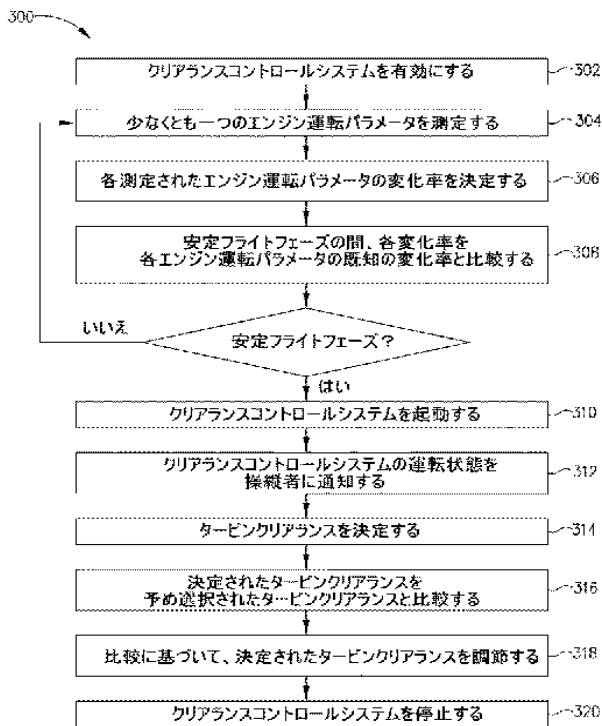 300
クリアランスコントロールシステムを有効にする
302
少なくとも一つのエンジン運転パラメータを測定する
304
各測定されたエンジン運転パラメータの変化率を決定する
306
安定フライトフェーズの間、各変化率を
各エンジン運転パラメータの既知の変化率と比較する
308
いいえ
安定フライトフェーズ?
はい
クリアランスコントロールシステムを起動する
310
クリアランスコントロールシステムの運転状態を
操縦者に通知する
312
タービンクリアランスを決定する
314
決定されたタービンクリアランスを
予め選択されたタービンクリアランスと比較する
316
比較に基づいて、決定されたタービンクリアランスを調節する
318
クリアランスコントロールシステムを停止する
320